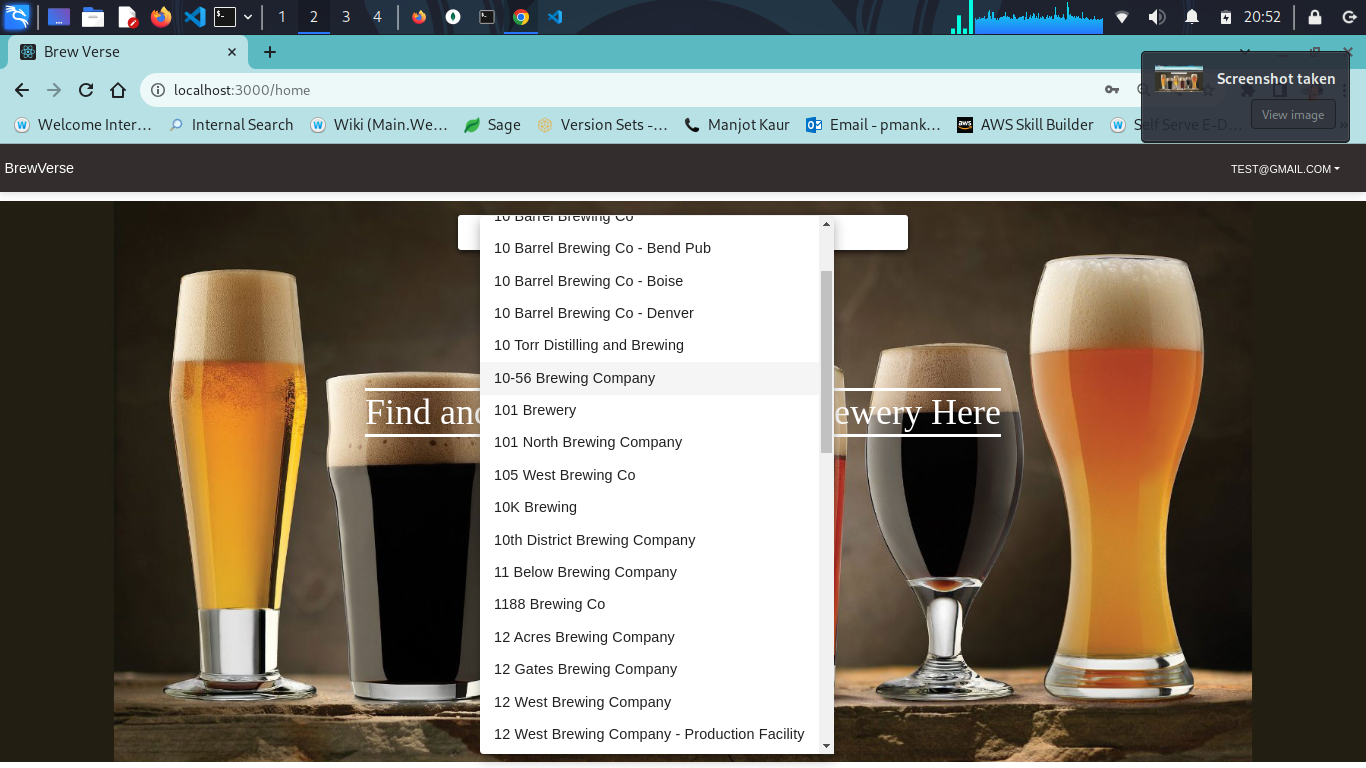 1 2 3 4 20:52
Brew Verse
localhost:3000/home
Screenshot taken
View image
Welcome Inter… Internal Search Wiki (Main.We… Sage Version Sets -… Manjot Kaur Email - pmank… AWS Skill Builder Self Serve E-D…
BrewVerse TEST@GMAIL.COM
10 Barrel Brewing Co
10 Barrel Brewing Co - Bend Pub
10 Barrel Brewing Co - Boise
10 Barrel Brewing Co - Denver
10 Torr Distilling and Brewing
10-56 Brewing Company
101 Brewery
Find and ewery Here
101 North Brewing Company
105 West Brewing Co
10K Brewing
10th District Brewing Company
11 Below Brewing Company
1188 Brewing Co
12 Acres Brewing Company
12 Gates Brewing Company
12 West Brewing Company
12 West Brewing Company - Production Facility